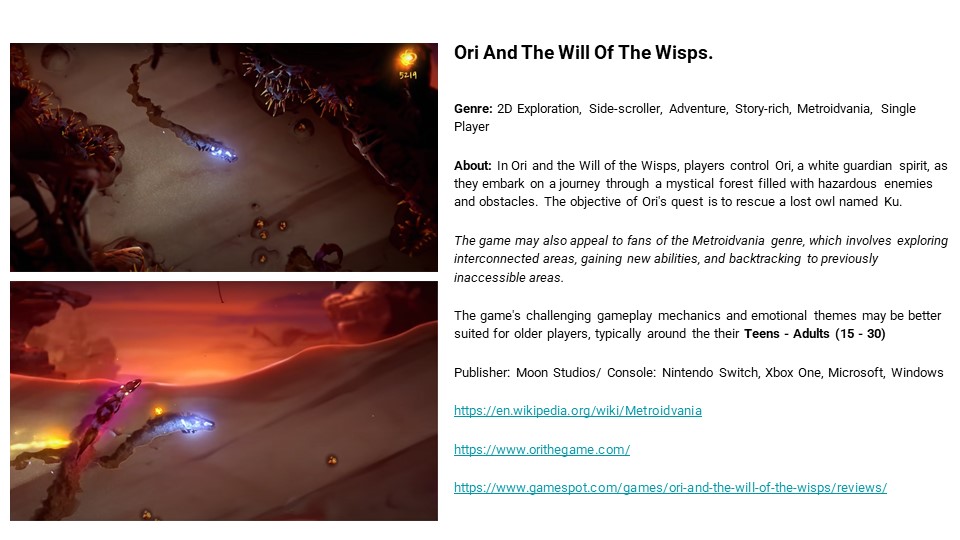 5219
Ori And The Will Of The Wisps.
Genre: 2D Exploration, Side-scroller, Adventure, Story-rich, Metroidvania, Single
Player
About: In Ori and the Will of the Wisps, players control Ori, a white guardian spirit, as
they embark on a journey through a mystical forest filled with hazardous enemies
and obstacles. The objective of Ori's quest is to rescue a lost owl named Ku.
The game may also appeal to fans of the Metroidvania genre, which involves exploring
interconnected areas, gaining new abilities, and backtracking to previously
inaccessible areas.
The game's challenging gameplay mechanics and emotional themes may be better
suited for older players, typically around the their Teens - Adults (15 - 30)
Publisher: Moon Studios/ Console: Nintendo Switch, Xbox One, Microsoft, Windows
https://en.wikipedia.org/wiki/Metroidvania
https://www.orithegame.com/
https://www.gamespot.com/games/ori-and-the-will-of-the-wisps/reviews/